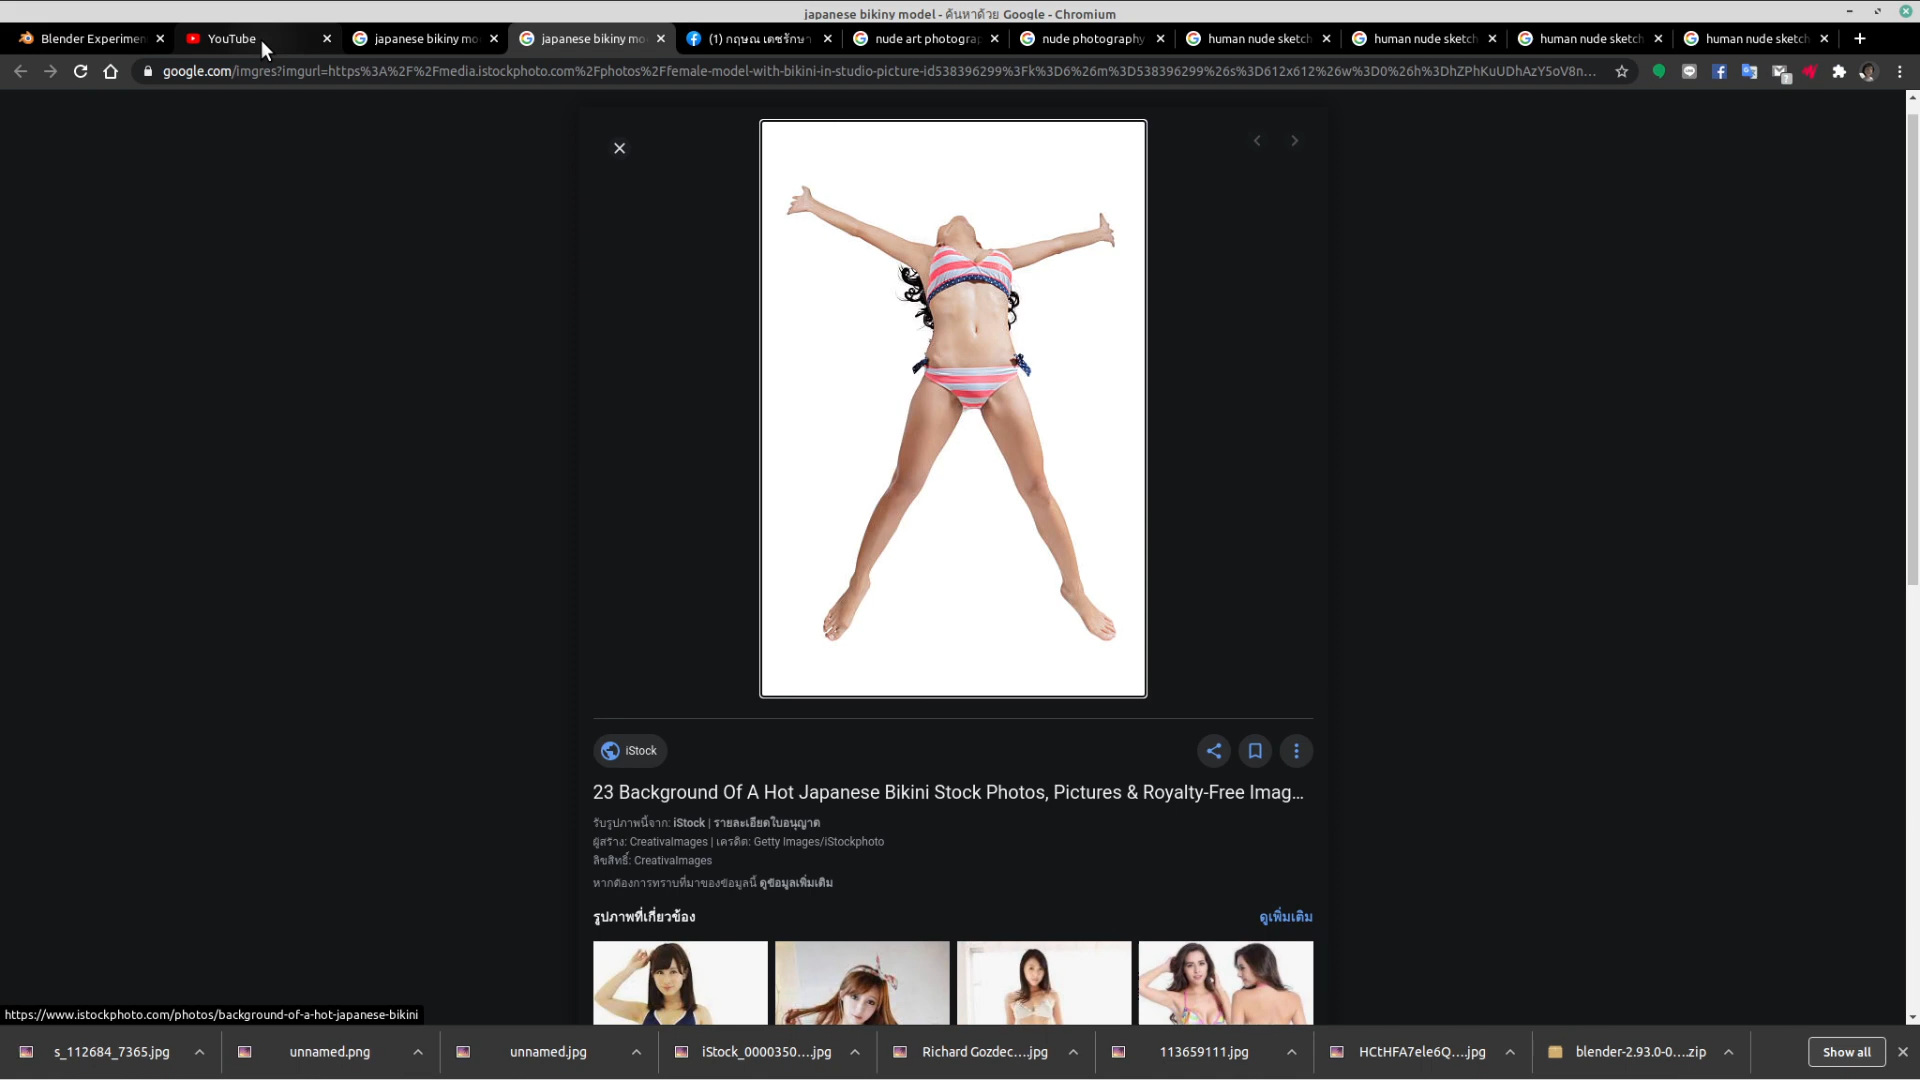 japanese bikiny model - ค้นหาด้วย Google - Chromium
Blender Experimen
YouTube
japanese bikiny mo
japanese bikiny mo
(1) กฤษณ เดชรักษา
nude art photogra
nude photography
human nude sketch
human nude sketch
human nude sketch
human nude sketch
google.com/imgres?imgurl=https%3A%2F%2Fmedia.istockphoto.com%2Fphotos%2Ffemale-model-with-bikini-in-studio-picture-id538396299%3Fk%3D6%26m%3D538396299%26s%3D612x612%26w%3D0%26h%3DhZPhKuUDhAzY5oV8n...
iStock
23 Background Of A Hot Japanese Bikini Stock Photos, Pictures & Royalty-Free Imag...
รับรูปภาพนี้จาก: iStock | รายละเอียดใบอนุญาต
ผู้สร้าง: CreativaImages | เครดิต: Getty Images/iStockphoto
ลิขสิทธิ์: CreativaImages
หากต้องการทราบที่มาของข้อมูลนี้ ดูข้อมูลเพิ่มเติม
รูปภาพที่เกี่ยวข้อง
ดูเพิ่มเติม
https://www.istockphoto.com/photos/background-of-a-hot-japanese-bikini
s_112684_7365.jpg
unnamed.png
unnamed.jpg
iStock_0000350....jpg
Richard Gozdec....jpg
113659111.jpg
HCtHFA7ele6Q....jpg
blender-2.93.0-0....zip
Show all